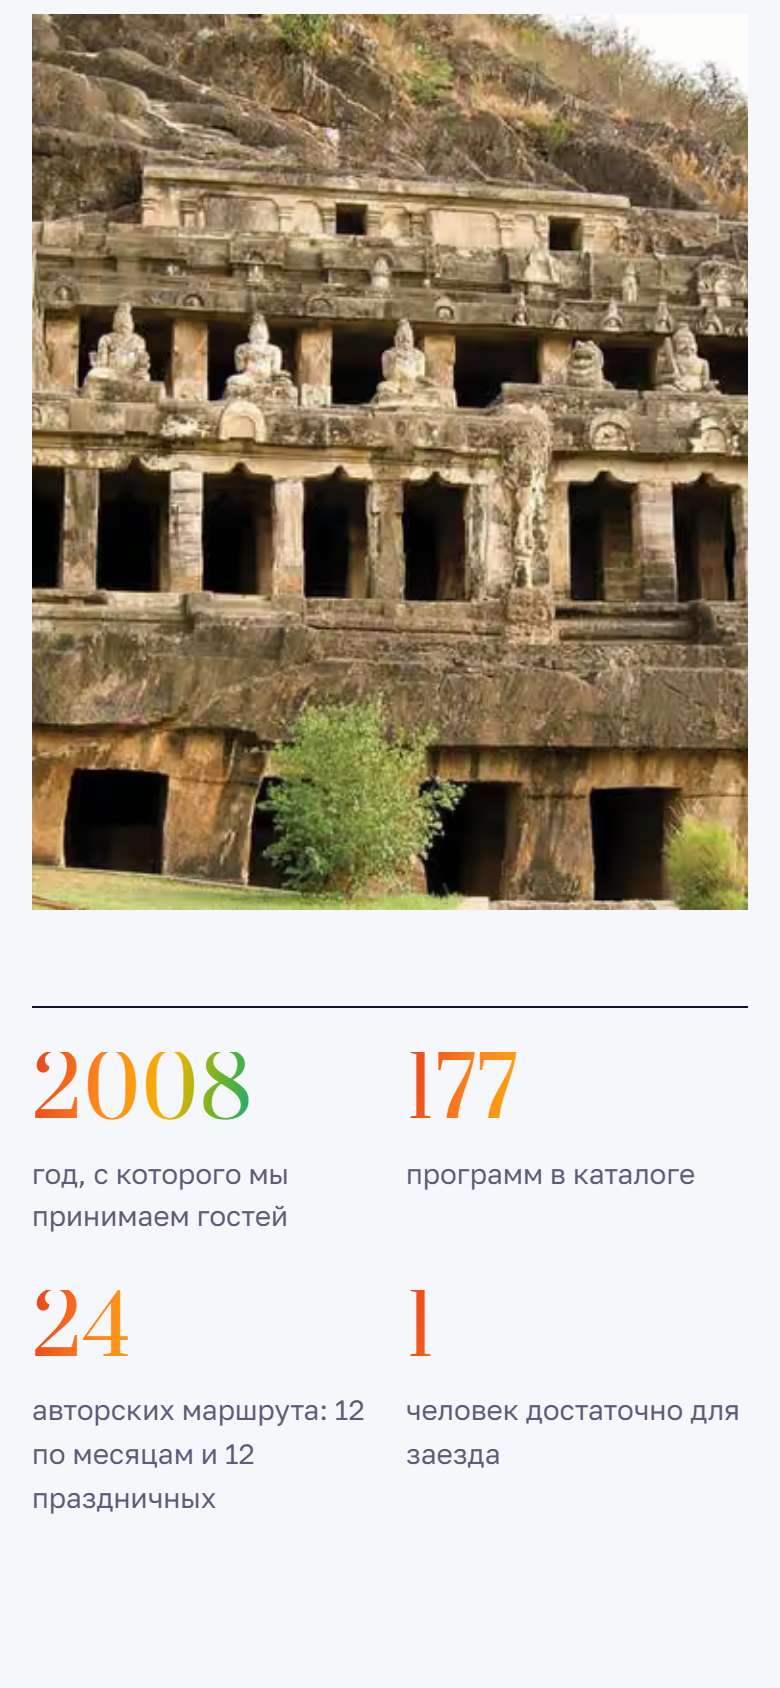 2008
год, с которого мы
принимаем гостей
177
программ в каталоге
24
авторских маршрута: 12
по месяцам и 12
праздничных
1
человек достаточно для
заезда